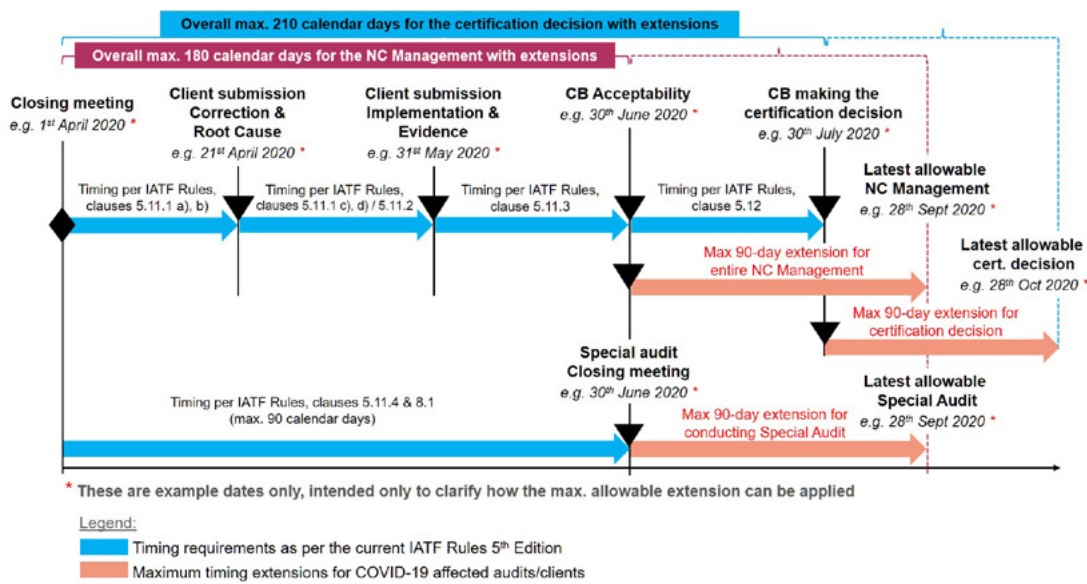 Overall max. 210 calendar days for the certification decision with extensions
Overall max. 180 calendar days for the NC Management with extensions
Closing meeting
e.g. 1st April 2020 *
Client submission
Correction &
Root Cause
e.g. 21st April 2020 *
Client submission
Implementation &
Evidence
e.g. 31st May 2020 *
CB Acceptability
e.g. 30th June 2020 *
CB making the
certification decision
e.g. 30th July 2020 *
Latest allowable
NC Management
e.g. 28th Sept 2020 *
Timing per IATF Rules,
clauses 5.11.1 a), b)
Timing per IATF Rules,
clauses 5.11.1 c), d) / 5.11.2
Timing per IATF Rules,
clause 5.11.3
Timing per IATF Rules,
clause 5.12
Max 90-day extension for
entire NC Management
Latest allowable
cert. decision
e.g. 28th Oct 2020 *
Max 90-day extension for
certification decision
Special audit
Closing meeting
e.g. 30th June 2020 *
Latest allowable
Special Audit
e.g. 28th Sept 2020 *
Timing per IATF Rules, clauses 5.11.4 & 8.1
(max. 90 calendar days)
Max 90-day extension for
conducting Special Audit
* These are example dates only, intended only to clarify how the max. allowable extension can be applied
Legend:
Timing requirements as per the current IATF Rules 5th Edition
Maximum timing extensions for COVID-19 affected audits/clients